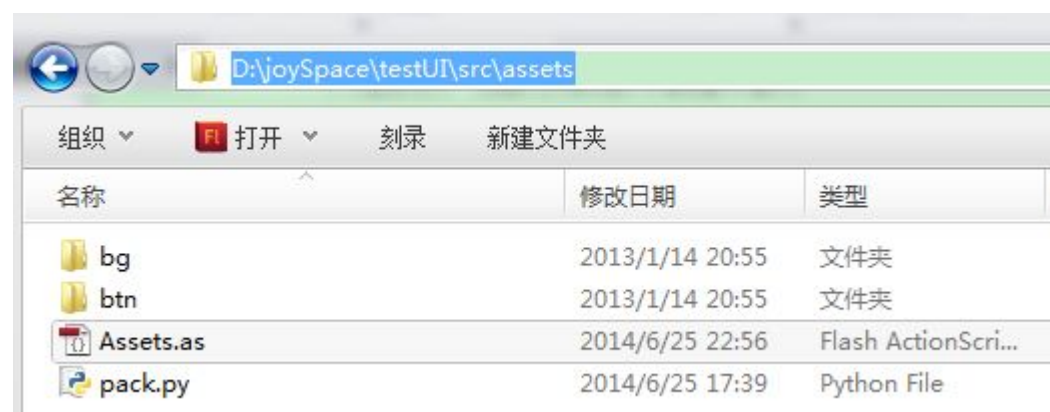 D:\joySpace\testUI\src\assets
组织 打开 刻录 新建文件夹
名称 修改日期 类型
bg 2013/1/14 20:55 文件夹
btn 2013/1/14 20:55 文件夹
Assets.as 2014/6/25 22:56 Flash ActionScri...
pack.py 2014/6/25 17:39 Python File